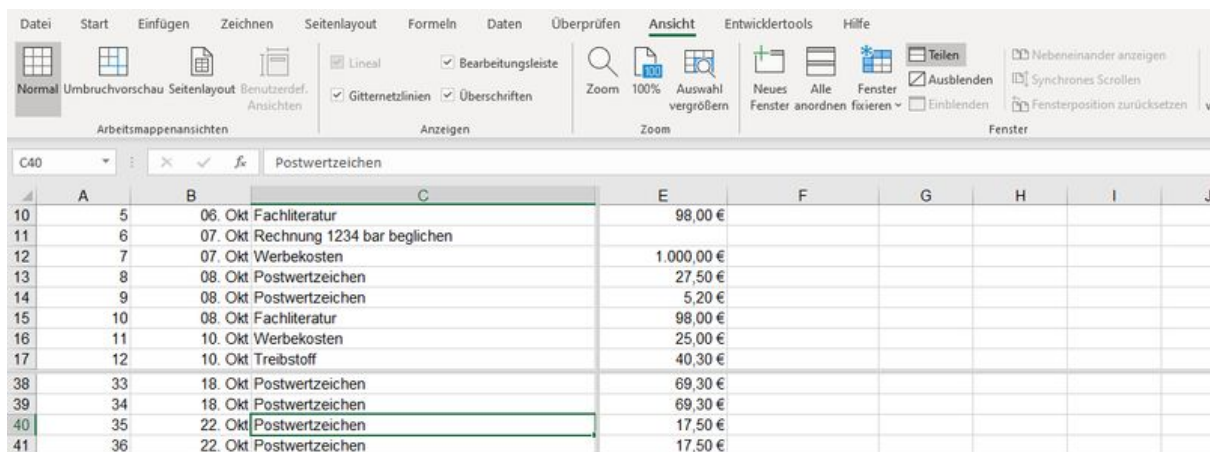 Datei Start Einfügen Zeichnen Seitenlayout Formeln Daten Überprüfen Ansicht Entwicklertools Hilfe
Normal Umbruchvorschau Seitenlayout Benutzerdef. Ansichten
Arbeitsmappenansichten
Lineal Bearbeitungsleiste
Gitternetzlinien Überschriften
Anzeigen
Zoom 100% Auswahl vergrößern
100
Zoom
Neues Fenster Alle anordnen Fenster fixieren
Teilen
Ausblenden
Einblenden
Nebeneinander anzeigen
Synchrones Scrollen
Fensterposition zurücksetzen
Fenster
C40 fx Postwertzeichen
A B C E F G H I J
10 5 06. Okt Fachliteratur 98,00 €
11 6 07. Okt Rechnung 1234 bar beglichen
12 7 07. Okt Werbekosten 1.000,00 €
13 8 08. Okt Postwertzeichen 27,50 €
14 9 08. Okt Postwertzeichen 5,20 €
15 10 08. Okt Fachliteratur 98,00 €
16 11 10. Okt Werbekosten 25,00 €
17 12 10. Okt Treibstoff 40,30 €
38 33 18. Okt Postwertzeichen 69,30 €
39 34 18. Okt Postwertzeichen 69,30 €
40 35 22. Okt Postwertzeichen 17,50 €
41 36 22. Okt Postwertzeichen 17,50 €